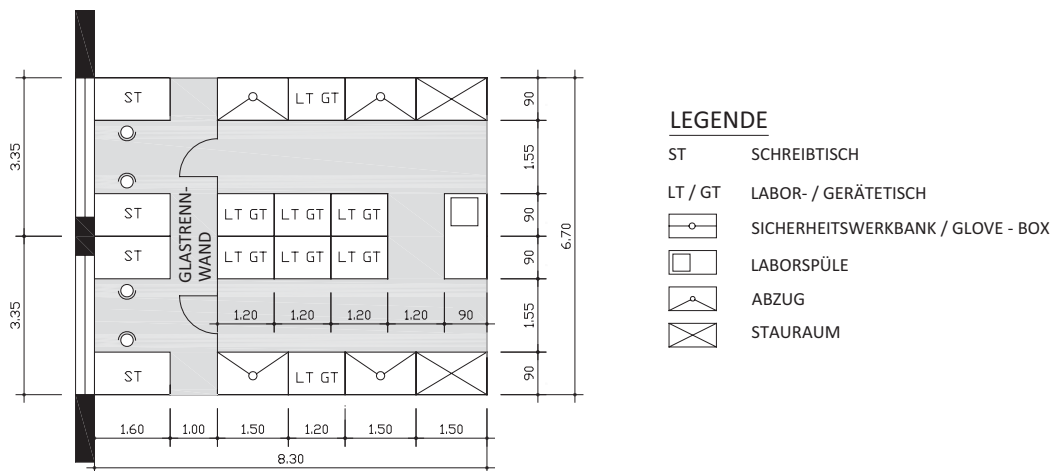 ST
LT GT
90
3.35
1.55
GLASTRENN-
WAND
ST
LT GT
LT GT
LT GT
90
6.70
ST
LT GT
LT GT
LT GT
90
3.35
1.20
1.20
1.20
1.20
90
1.55
ST
LT GT
90
1.60
1.00
1.50
1.20
1.50
1.50
8.30
LEGENDE
ST SCHREIBTISCH
LT / GT LABOR- / GERÄTETISCH
SICHERHEITSWERKBANK / GLOVE - BOX
LABORSPÜLE
ABZUG
STAURAUM